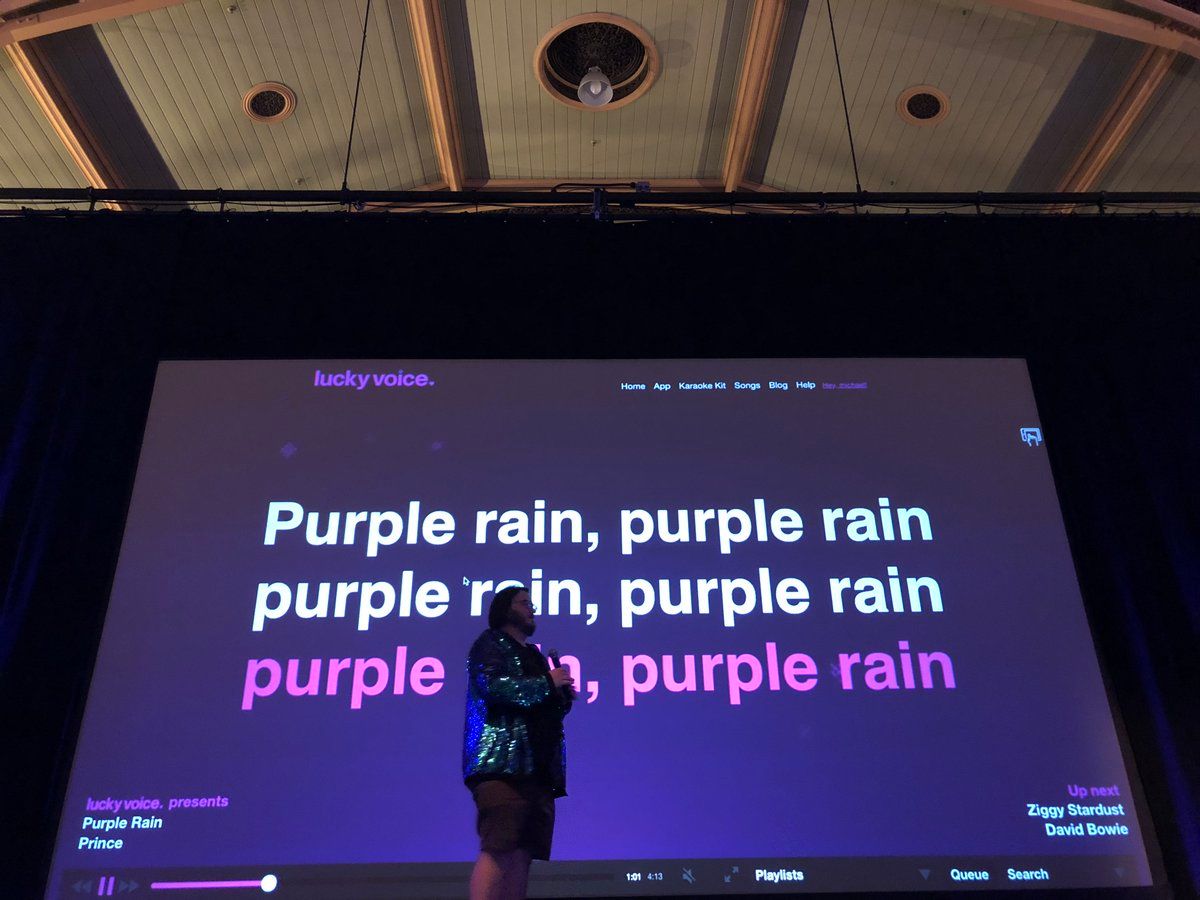 lucky voice.
Home App Karaoke Kit Songs Blog Help Hey, michael!
Purple rain, purple rain
purple rain, purple rain
purple n, purple rain
lucky voice. presents
Purple Rain
Prince
Up next
Ziggy Stardust
David Bowie
1:01 4:13 Playlists Queue Search